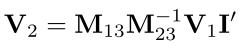 V₂ = M₁₃M₂₃⁻¹V₁I′